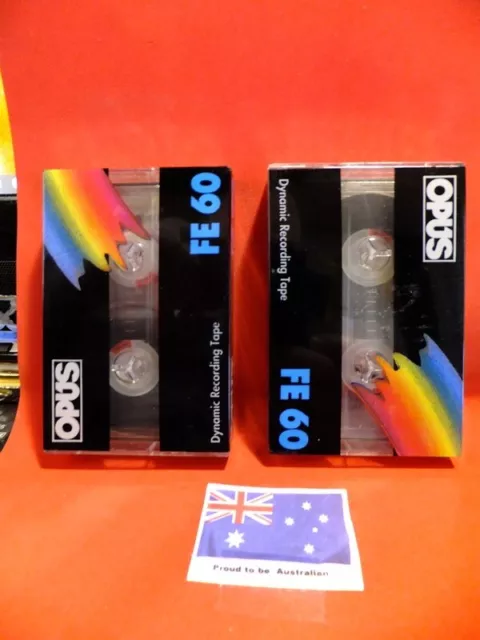 OPUS
FE 60
Dynamic Recording Tape
OPUS
FE 60
Dynamic Recording Tape
Proud to be Australian